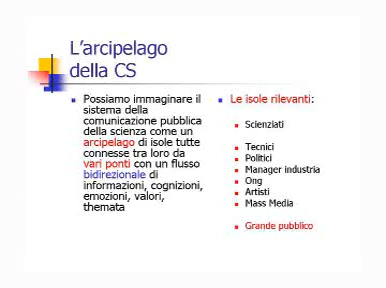 L'arcipelago
della CS
Possiamo immaginare il
sistema della
comunicazione pubblica
della scienza come un
arcipelago di isole tutte
connesse tra loro da
vari ponti con un flusso
bidirezionale di
informazioni, cognizioni,
emozioni, valori,
themata
Le isole rilevanti:
Scienziati
Tecnici
Politici
Manager industria
Ong
Artisti
Mass Media
Grande pubblico